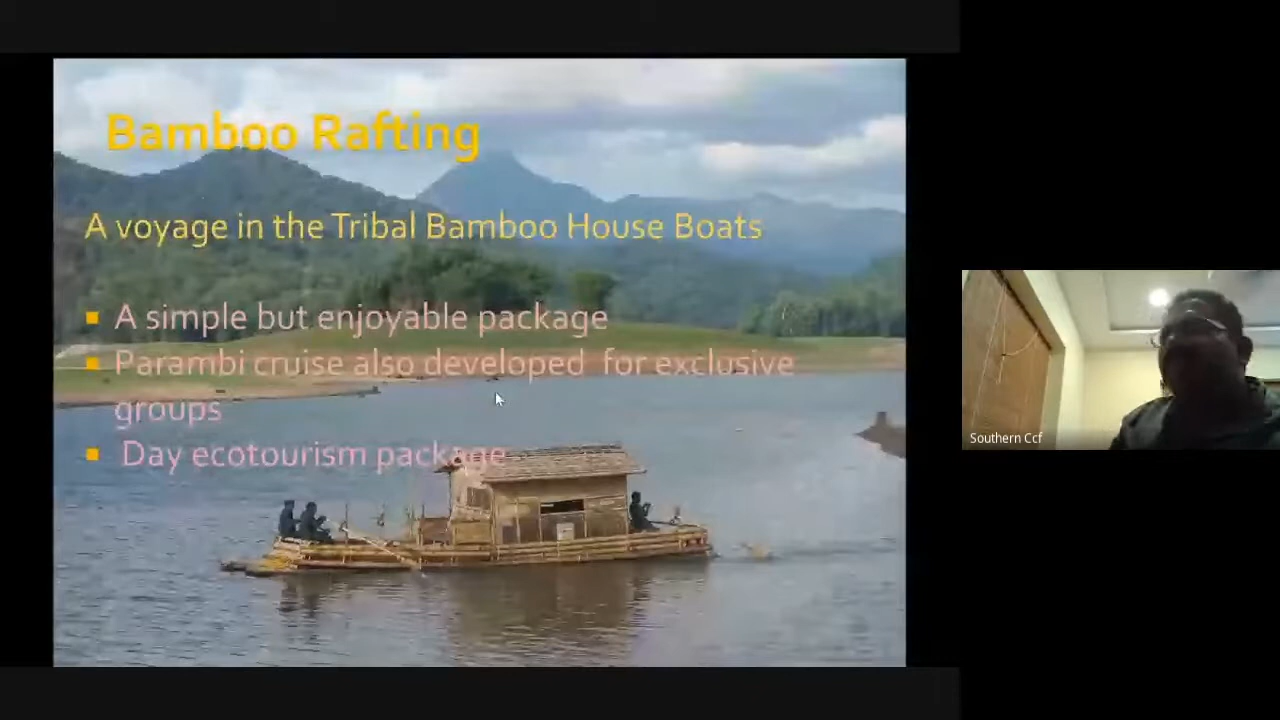 Bamboo Rafting
A voyage in the Tribal Bamboo House Boats
A simple but enjoyable package
Parambi cruise also developed for exclusive
groups
Day ecotourism package
Southern Ccf